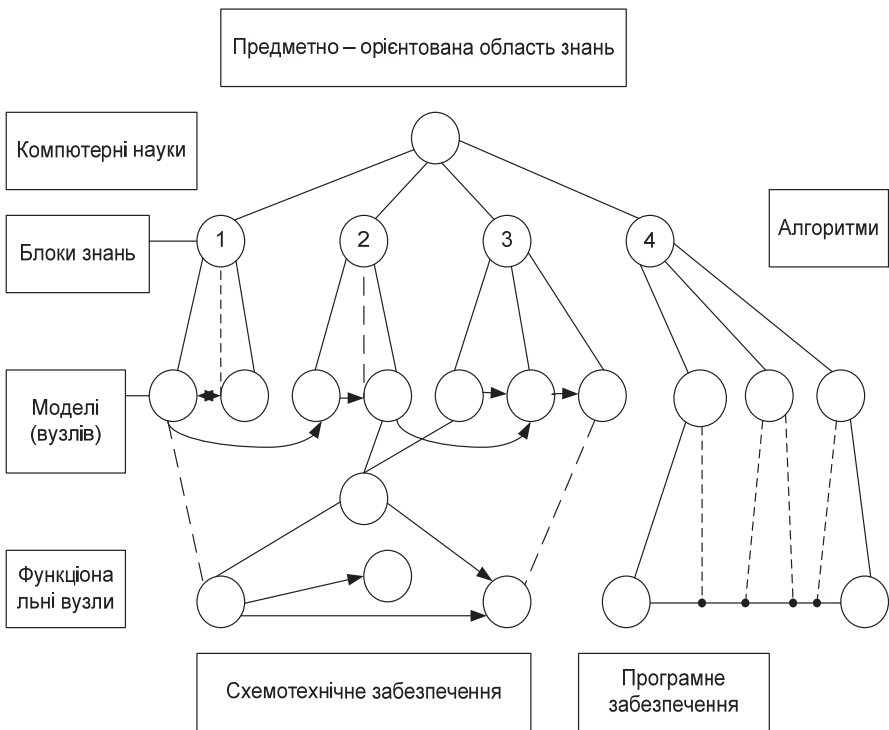 Предметно – орієнтована область знань
Компютерні науки
Блоки знань
1
2
3
4
Алгоритми
Моделі
(вузлів)
Функціона
льні вузли
Схемотехнічне забезпечення
Програмне
забезпечення